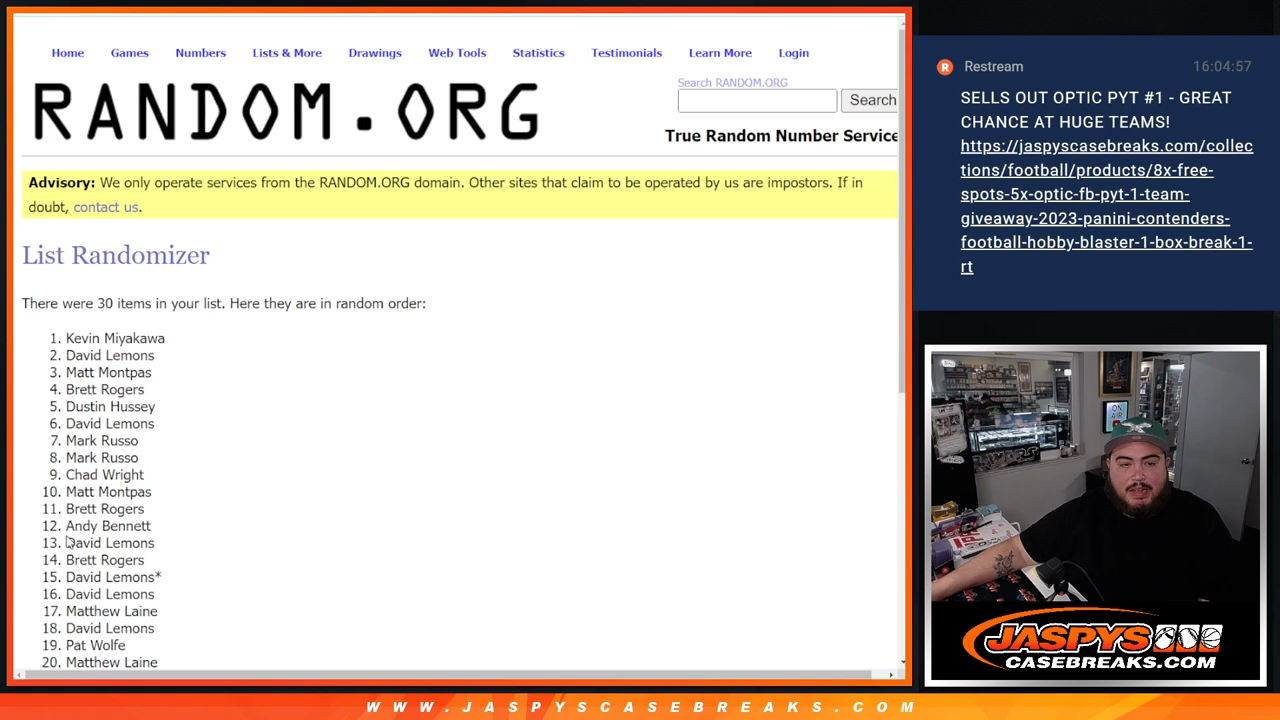 Home Games Numbers Lists & More Drawings Web Tools Statistics Testimonials Learn More Login
RANDOM.ORG
Search RANDOM.ORG
Search
True Random Number Service
Advisory: We only operate services from the RANDOM.ORG domain. Other sites that claim to be operated by us are impostors. If in
doubt, contact us.
List Randomizer
There were 30 items in your list. Here they are in random order:
1. Kevin Miyakawa
2. David Lemons
3. Matt Montpas
4. Brett Rogers
5. Dustin Hussey
6. David Lemons
7. Mark Russo
8. Mark Russo
9. Chad Wright
10. Matt Montpas
11. Brett Rogers
12. Andy Bennett
13. David Lemons
14. Brett Rogers
15. David Lemons*
16. David Lemons
17. Matthew Laine
18. David Lemons
19. Pat Wolfe
20. Matthew Laine
R Restream 16:04:57
SELLS OUT OPTIC PYT #1 - GREAT
CHANCE AT HUGE TEAMS!
https://jaspyscasebreaks.com/collec
tions/football/products/8x-free-
spots-5x-optic-fb-pyt-1-team-
giveaway-2023-panini-contenders-
football-hobby-blaster-1-box-break-1-
rt
ON
AIR
JASPYS
CASEBREAKS.COM
WWW.JASPYSCASEBREAKS.COM